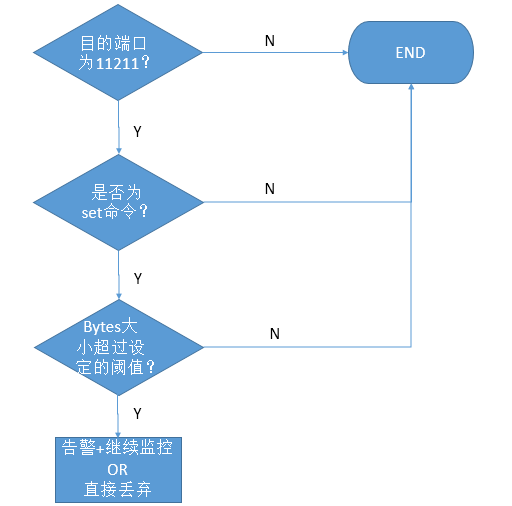 目的端口
为11211？
N
END
Y
是否为
set命令？
N
Y
Bytes大
小超过设
定的阈值？
N
Y
告警+继续监控
OR
直接丢弃